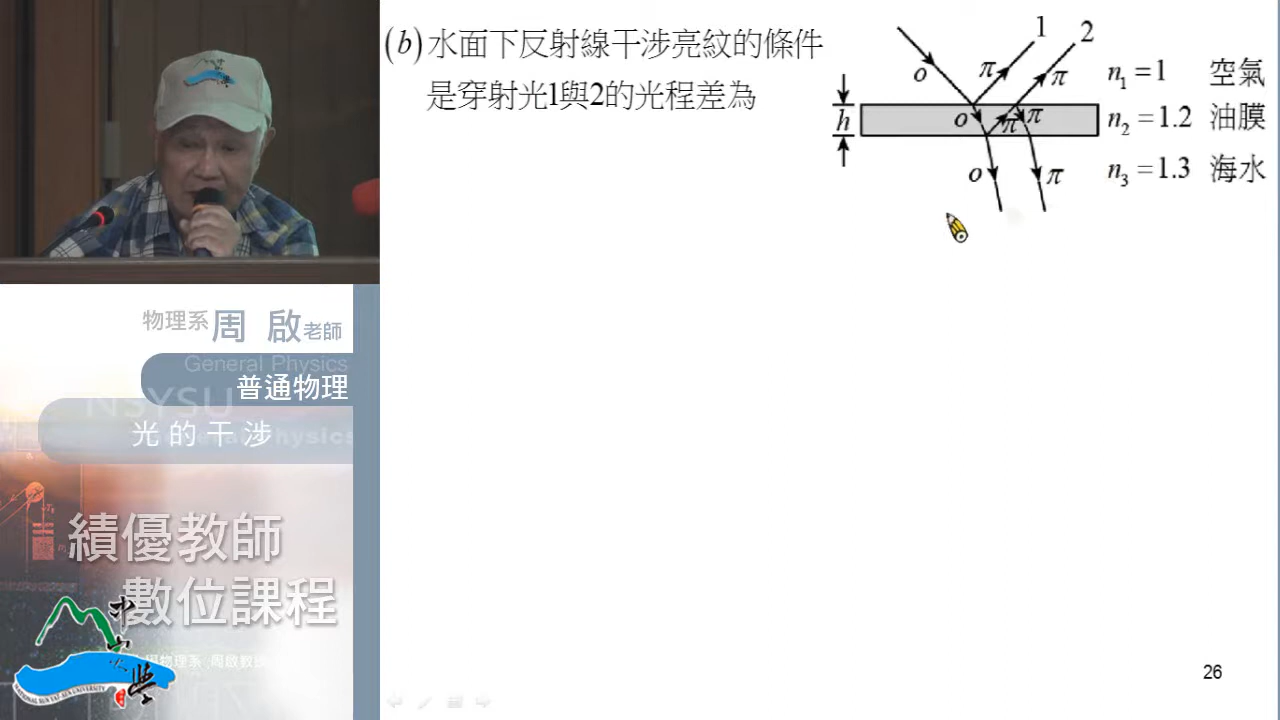 (b)水面下反射線干涉亮紋的條件
是穿射光1與2的光程差為
1
2
o π π n₁ = 1 空氣
h o π π n₂ = 1.2 油膜
o π n₃ = 1.3 海水
物理系 周 啟 老師
General Physics
普通物理
NSYSU
光的干涉
績優教師
數位課程
26